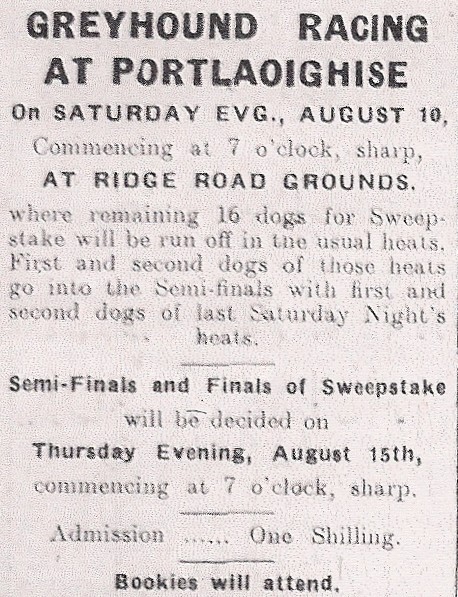 GREYHOUND RACING
AT PORTLAOIGHISE
On SATURDAY EVG., AUGUST 10,
Commencing at 7 o'clock, sharp,
AT RIDGE ROAD GROUNDS.
where remaining 16 dogs for Sweep-
stake will be run off in the usual heats.
First and second dogs of those heats
go into the Semi-finals with first and
second dogs of last Saturday Night's
heats.
Semi-Finals and Finals of Sweepstake
will be decided on
Thursday Evening, August 15th,
commencing at 7 o'clock, sharp.
Admission ...... One Shilling.
Bookies will attend.